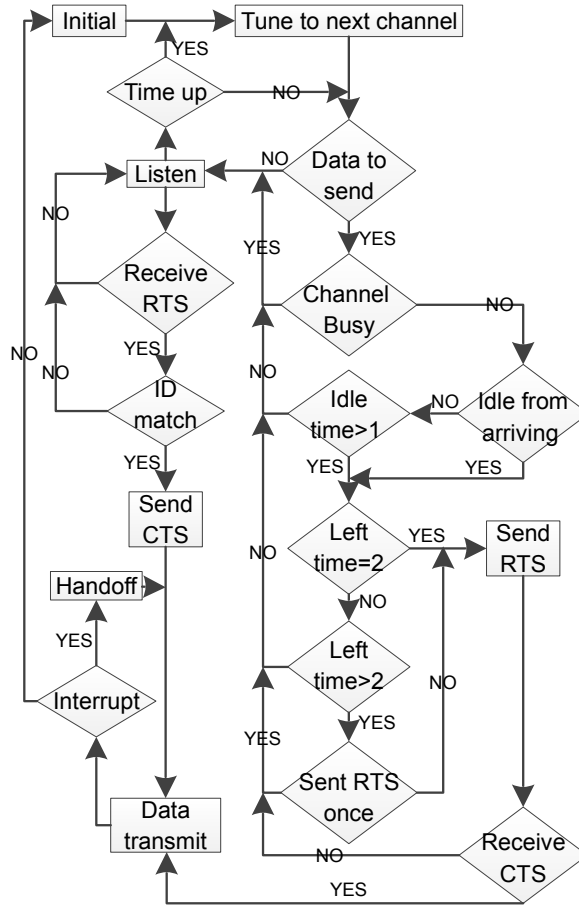 Initial
Tune to next channel
YES
Time up
NO
Data to
send
NO
Listen
YES
NO
YES
Receive
RTS
Channel
Busy
NO
YES
NO
NO
NO
ID
match
Idle
time>1
NO
Idle from
arriving
YES
YES
YES
Send
CTS
Left
time=2
YES
Send
RTS
NO
Handoff
NO
YES
Left
time>2
NO
Interrupt
YES
YES
Sent RTS
once
Data
transmit
NO
Receive
CTS
YES